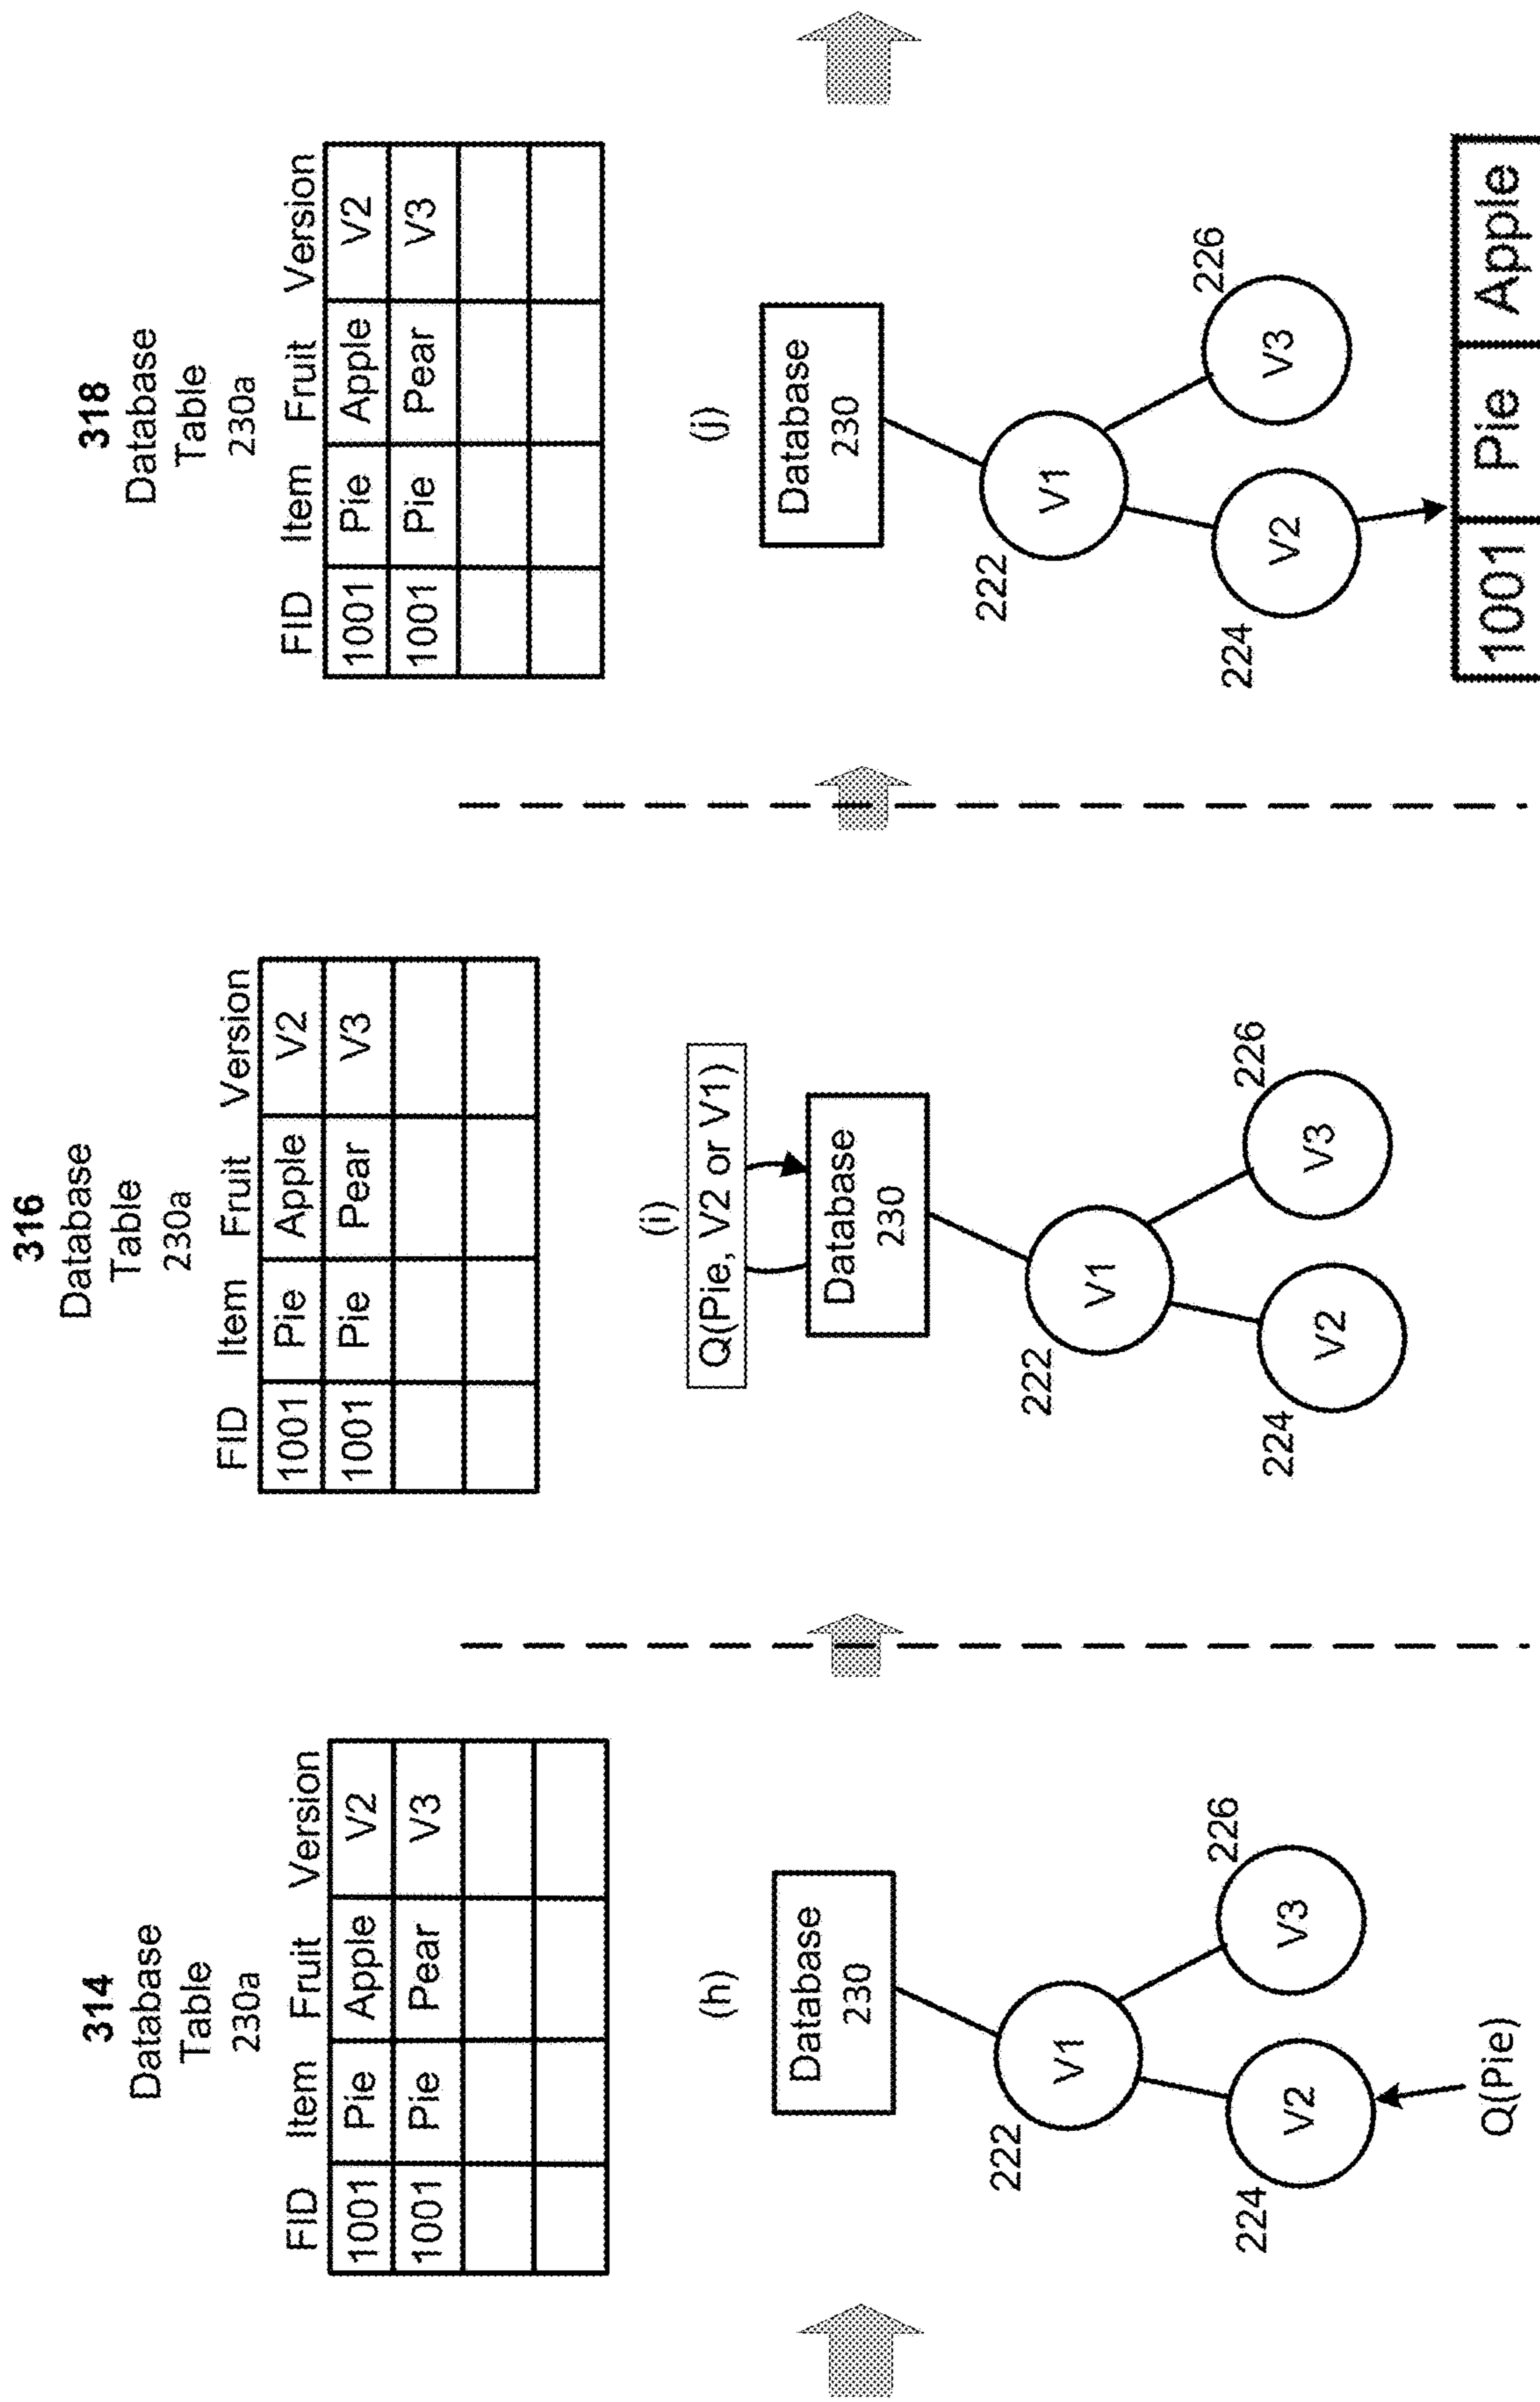 314
Database
Table
230a
FID Item Fruit Version
1001 Pie Apple V2
1001 Pie Pear V3
(h)
Database
230
222
V1
226
V3
224
V2
Q(Pie)
316
Database
Table
230a
FID Item Fruit Version
1001 Pie Apple V2
1001 Pie Pear V3
(i)
Q(Pie, V2 or V1)
Database
230
222
V1
226
V3
224
V2
318
Database
Table
230a
FID Item Fruit Version
1001 Pie Apple V2
1001 Pie Pear V3
(j)
Database
230
222
V1
226
V3
224
V2
1001 Pie Apple